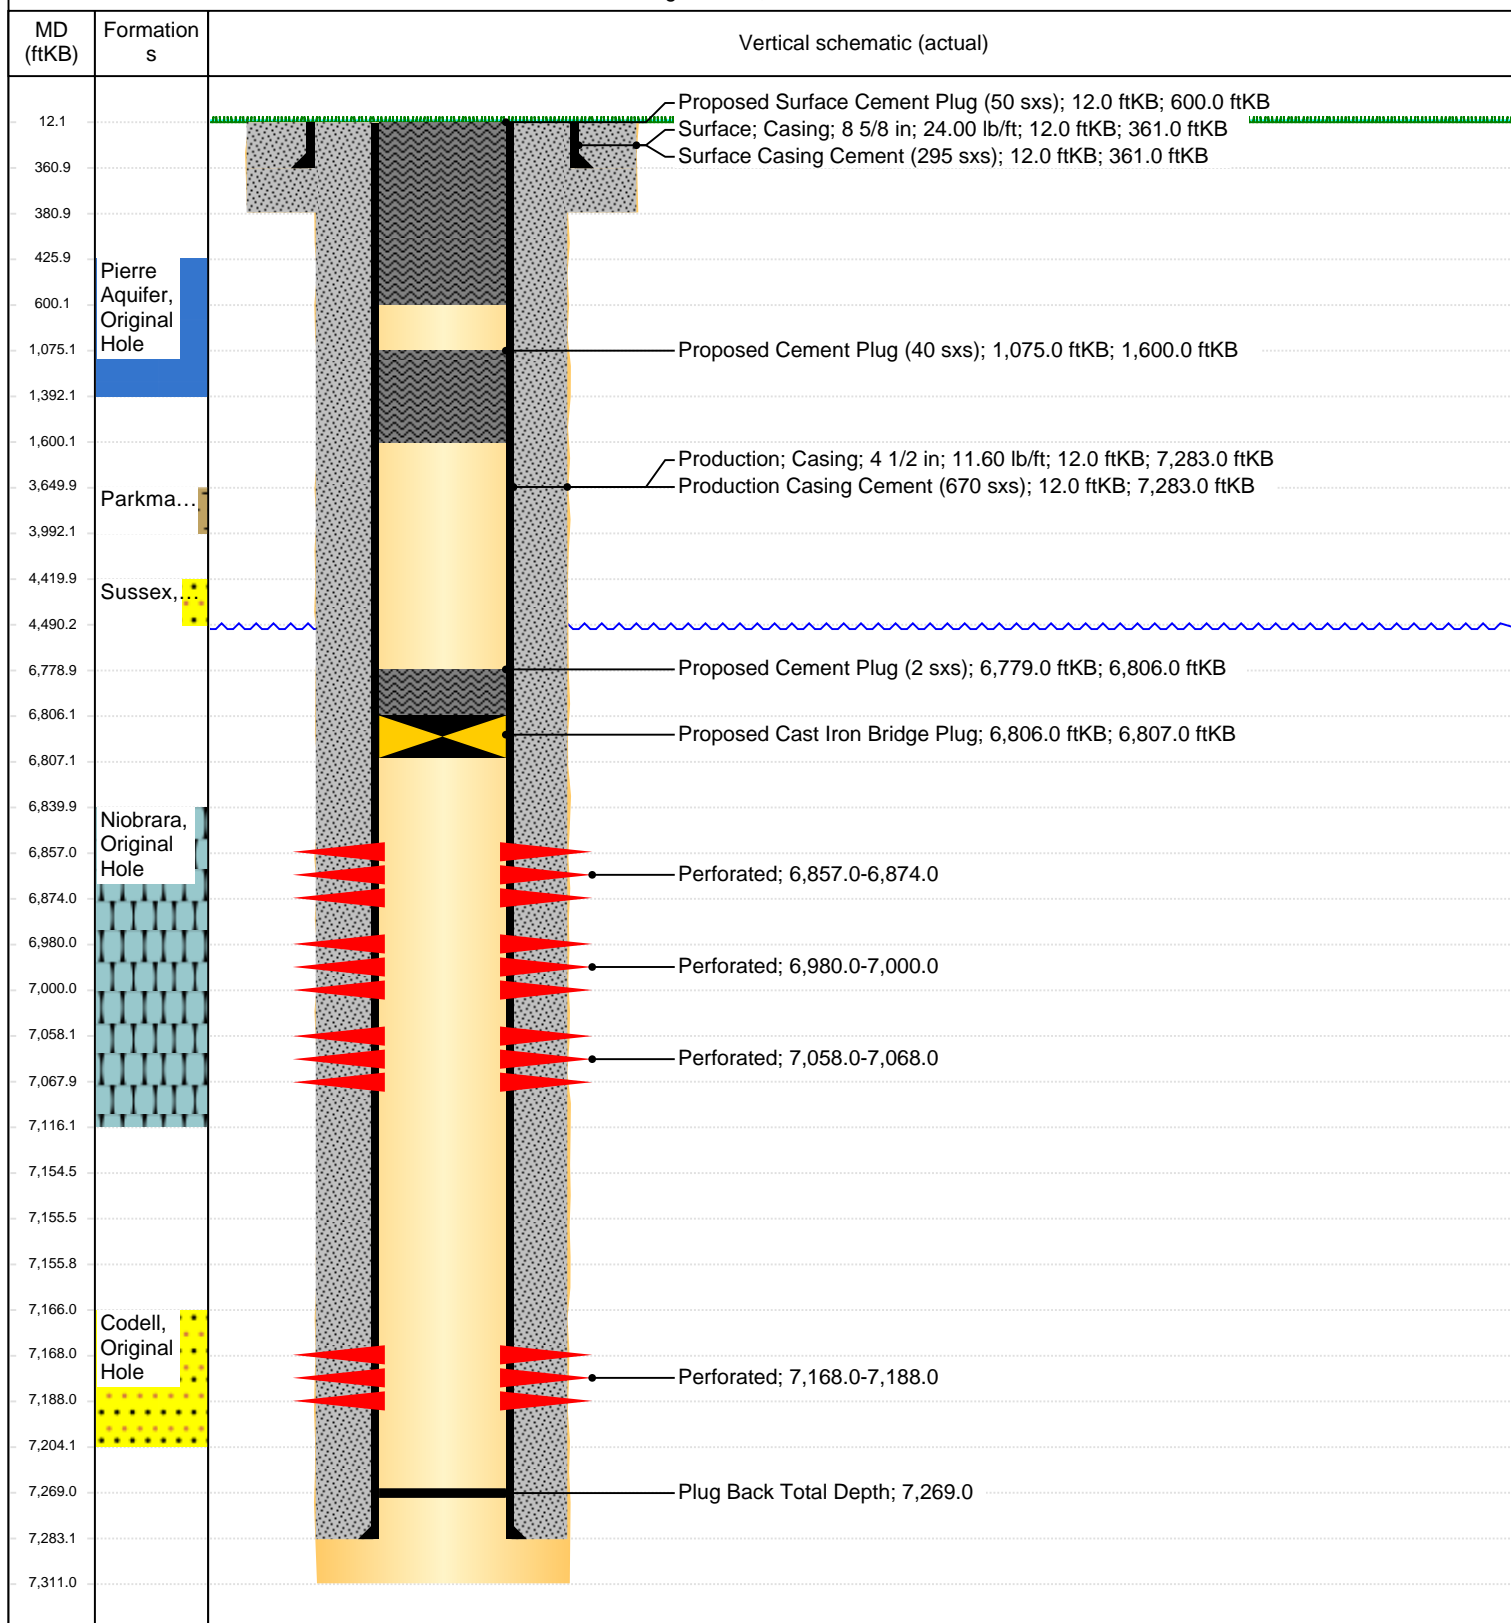 MD
(ftKB)
Formation
s
Vertical schematic (actual)
12.1
360.9
380.9
425.9
600.1
1,075.1
1,392.1
1,600.1
3,649.9
3,992.1
4,419.9
4,490.2
6,778.9
6,806.1
6,807.1
6,839.9
6,857.0
6,874.0
6,980.0
7,000.0
7,058.1
7,067.9
7,116.1
7,154.5
7,155.5
7,155.8
7,166.0
7,168.0
7,188.0
7,204.1
7,269.0
7,283.1
7,311.0
Pierre
Aquifer,
Original
Hole
Parkma...
Sussex,...
Niobrara,
Original
Hole
Codell,
Original
Hole
Proposed Surface Cement Plug (50 sxs); 12.0 ftKB; 600.0 ftKB
Surface; Casing; 8 5/8 in; 24.00 lb/ft; 12.0 ftKB; 361.0 ftKB
Surface Casing Cement (295 sxs); 12.0 ftKB; 361.0 ftKB
Proposed Cement Plug (40 sxs); 1,075.0 ftKB; 1,600.0 ftKB
Production; Casing; 4 1/2 in; 11.60 lb/ft; 12.0 ftKB; 7,283.0 ftKB
Production Casing Cement (670 sxs); 12.0 ftKB; 7,283.0 ftKB
Proposed Cement Plug (2 sxs); 6,779.0 ftKB; 6,806.0 ftKB
Proposed Cast Iron Bridge Plug; 6,806.0 ftKB; 6,807.0 ftKB
Perforated; 6,857.0-6,874.0
Perforated; 6,980.0-7,000.0
Perforated; 7,058.0-7,068.0
Perforated; 7,168.0-7,188.0
Plug Back Total Depth; 7,269.0